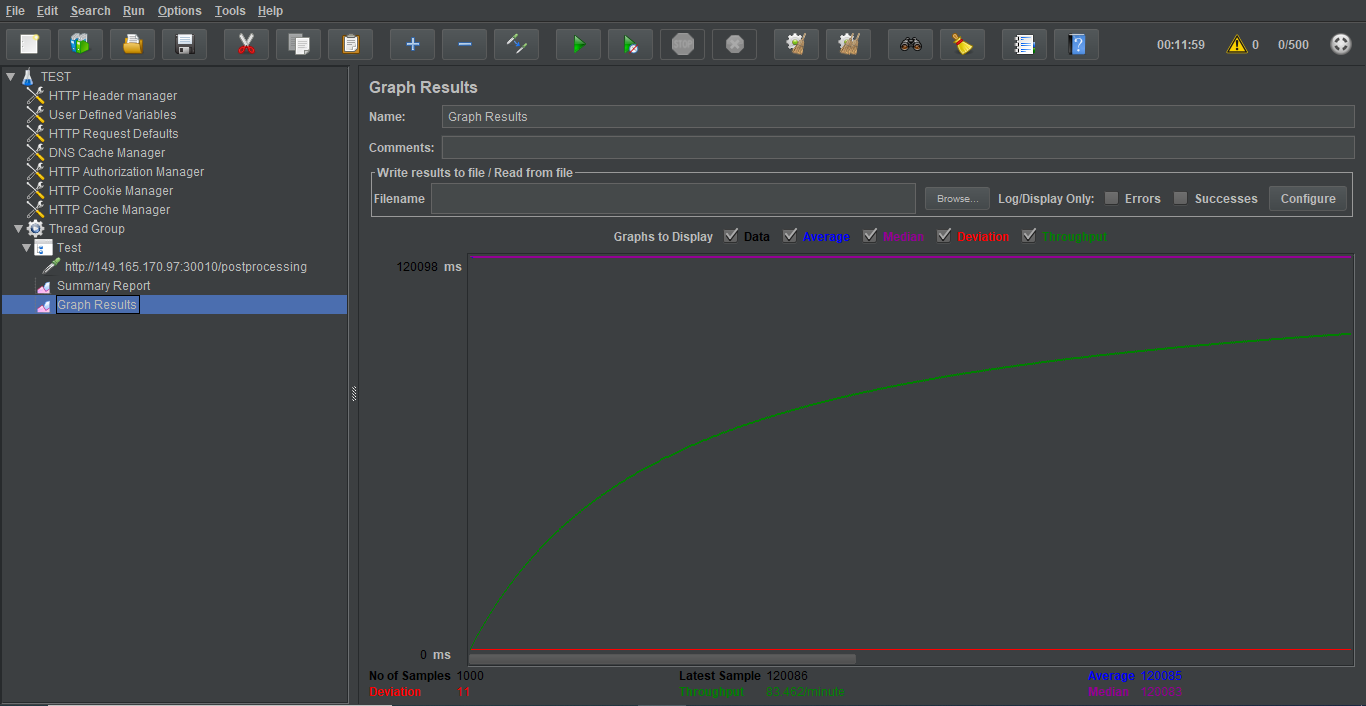 File Edit Search Run Options Tools Help
STOP 00:11:59 0 0/500
TEST
HTTP Header manager
User Defined Variables
HTTP Request Defaults
DNS Cache Manager
HTTP Authorization Manager
HTTP Cookie Manager
HTTP Cache Manager
Thread Group
Test
http://149.165.170.97:30010/postprocessing
Summary Report
Graph Results
Graph Results
Name: Graph Results
Comments:
Write results to file / Read from file
Filename Browse... Log/Display Only: Errors Successes Configure
Graphs to Display Data Average Median Deviation Throughput
120098 ms
0 ms
No of Samples 1000 Latest Sample 120086 Average 120085
Deviation 11 Throughput 83.462/minute Median